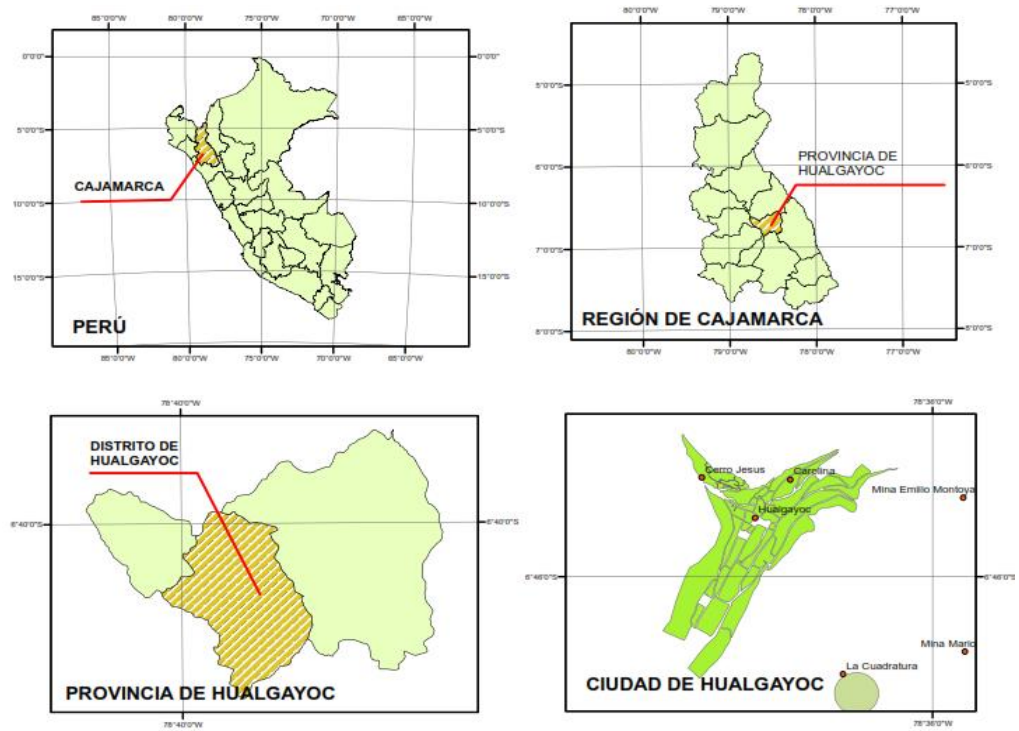 80°0'0"W 75°0'0"W 70°0'0"W
0°0'0" 0°0'0"
5°0'0"S 5°0'0"S
CAJAMARCA
10°0'0"S 10°0'0"S
15°0'0"S 15°0'0"S
PERÚ
85°0'0"W 80°0'0"W 75°0'0"W 70°0'0"W 65°0'0"W
80°0'0"W 79°0'0"W 78°0'0"W 77°0'0"W
5°0'0"S 5°0'0"S
PROVINCIA DE
HUALGAYOC
6°0'0"S 6°0'0"S
7°0'0"S 7°0'0"S
REGIÓN DE CAJAMARCA
8°0'0"S 8°0'0"S
80°0'0"W 79°0'0"W 78°0'0"W 77°0'0"W
78°40'0"W
DISTRITO DE
HUALGAYOC
6°40'0"S 6°40'0"S
PROVINCIA DE HUALGAYOC
78°40'0"W
78°36'0"W
Cerro Jesus
Carolina
Mina Emilio Montoya
Hualgayoc
6°46'0"S 6°46'0"S
Mina Mario
La Cuadratura
CIUDAD DE HUALGAYOC
78°36'0"W